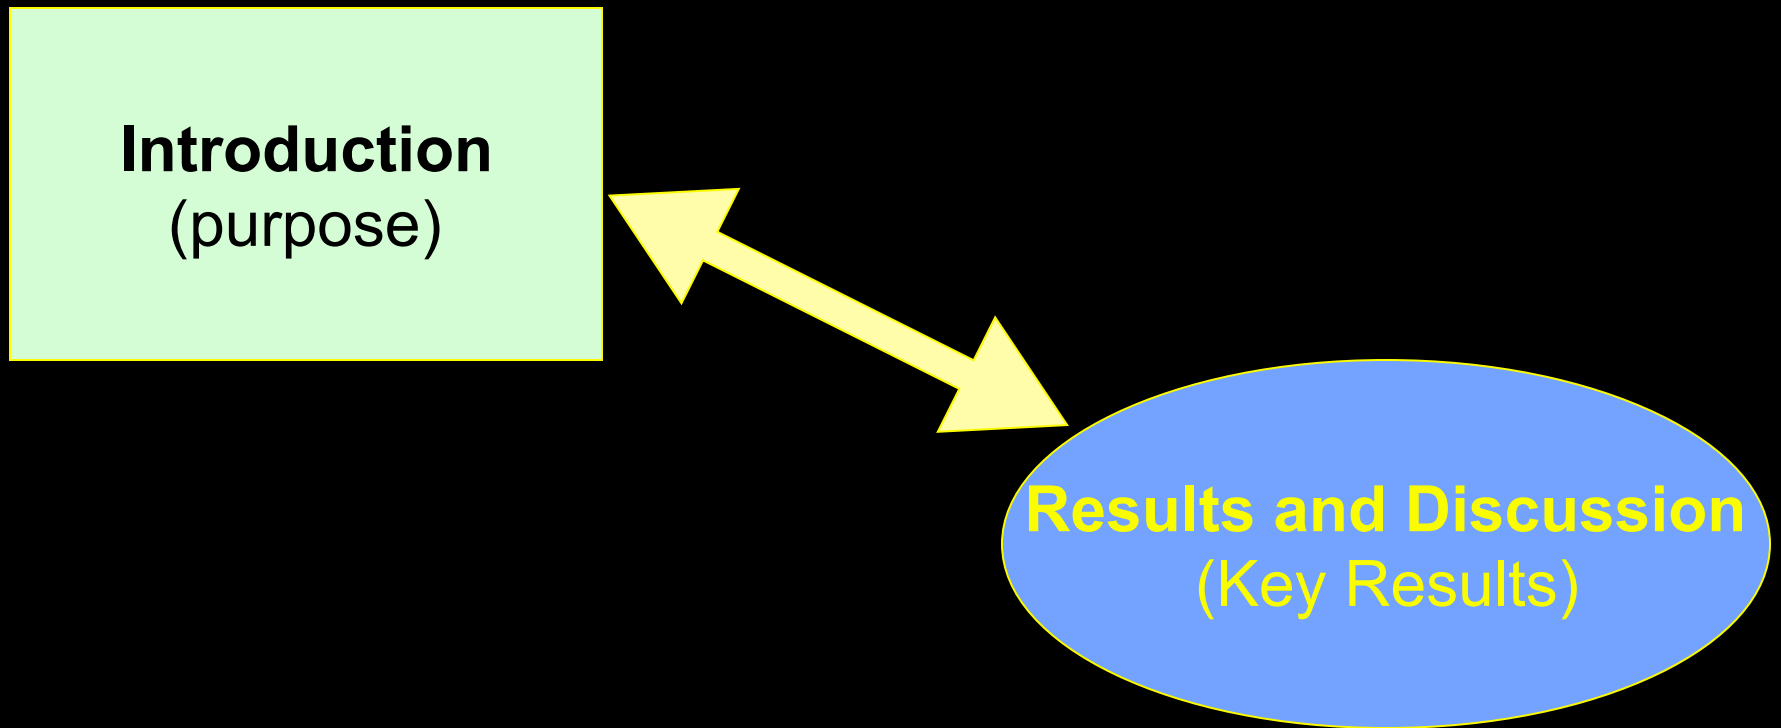 Introduction
(purpose)
Results and Discussion
(Key Results)